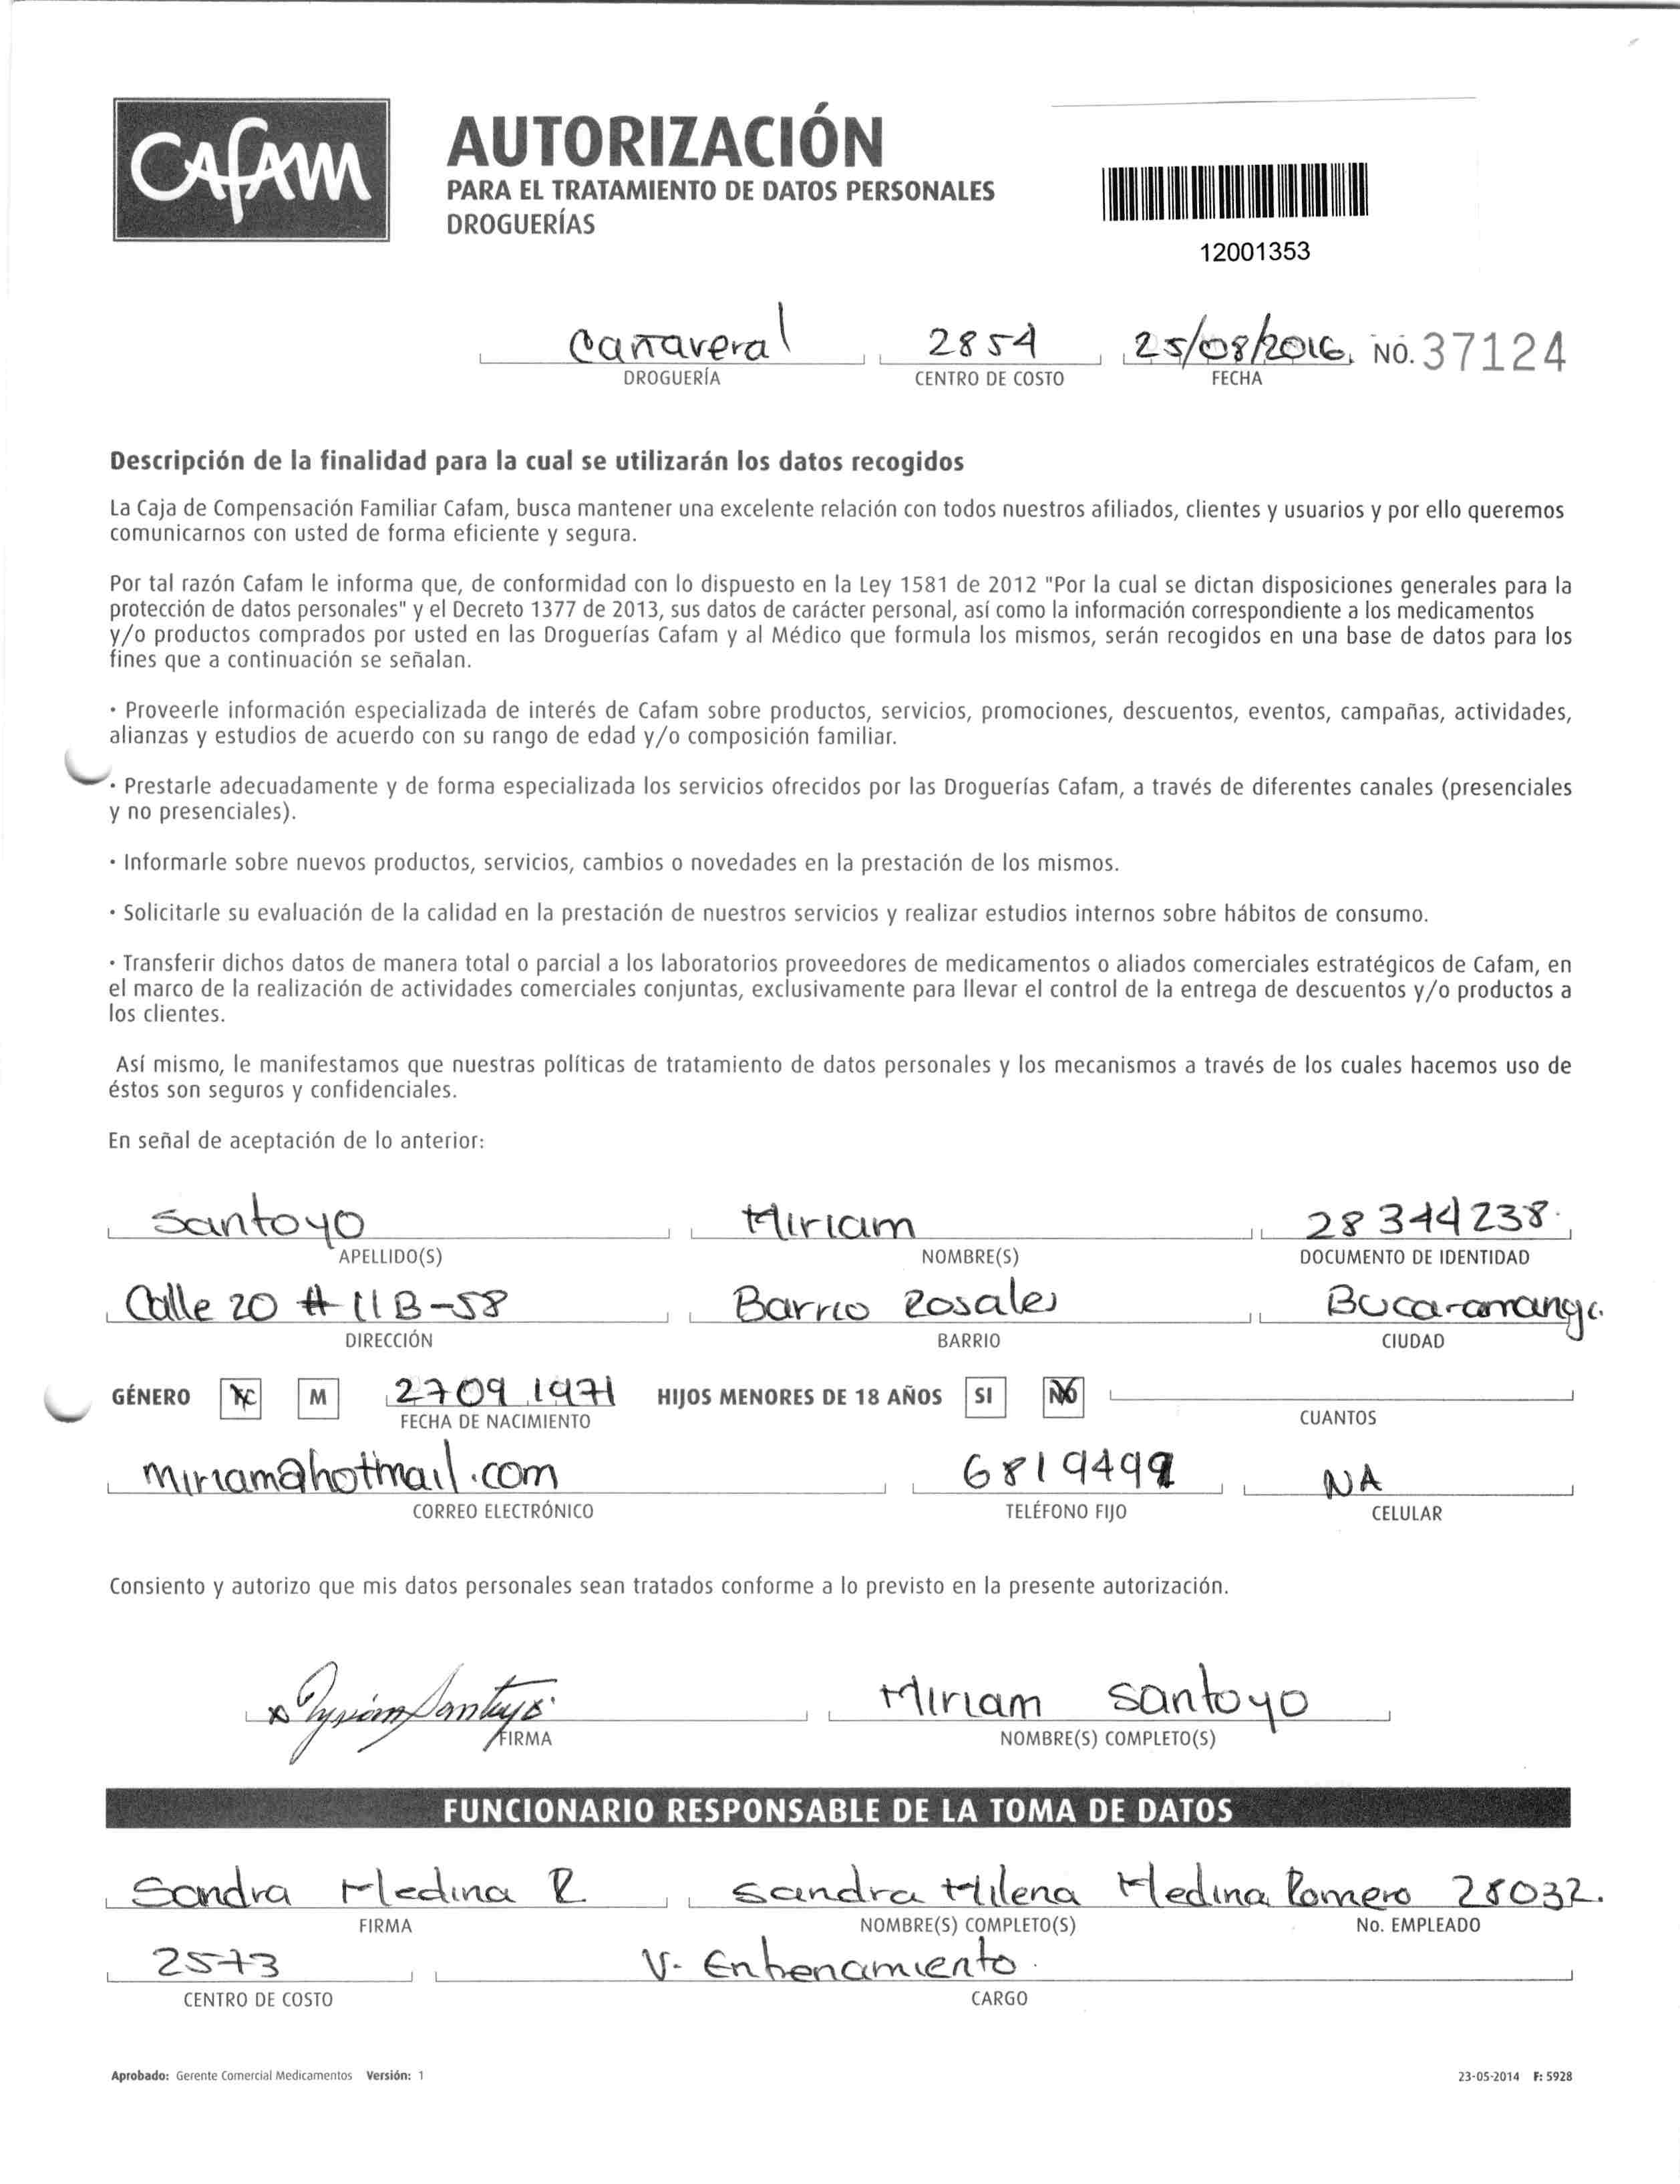 CAFAM
AUTORIZACIÓN
PARA EL TRATAMIENTO DE DATOS PERSONALES
DROGUERÍAS
12001353
Cañaveral 2854 25/08/2016. NO. 37124
DROGUERÍA CENTRO DE COSTO FECHA
Descripción de la finalidad para la cual se utilizarán los datos recogidos
La Caja de Compensación Familiar Cafam, busca mantener una excelente relación con todos nuestros afiliados, clientes y usuarios y por ello queremos
comunicarnos con usted de forma eficiente y segura.
Por tal razón Cafam le informa que, de conformidad con lo dispuesto en la Ley 1581 de 2012 "Por la cual se dictan disposiciones generales para la
protección de datos personales" y el Decreto 1377 de 2013, sus datos de carácter personal, así como la información correspondiente a los medicamentos
y/o productos comprados por usted en las Droguerías Cafam y al Médico que formula los mismos, serán recogidos en una base de datos para los
fines que a continuación se señalan.
· Proveerle información especializada de interés de Cafam sobre productos, servicios, promociones, descuentos, eventos, campañas, actividades,
alianzas y estudios de acuerdo con su rango de edad y/o composición familiar.
· Prestarle adecuadamente y de forma especializada los servicios ofrecidos por las Droguerías Cafam, a través de diferentes canales (presenciales
y no presenciales).
· Informarle sobre nuevos productos, servicios, cambios o novedades en la prestación de los mismos.
· Solicitarle su evaluación de la calidad en la prestación de nuestros servicios y realizar estudios internos sobre hábitos de consumo.
· Transferir dichos datos de manera total o parcial a los laboratorios proveedores de medicamentos o aliados comerciales estratégicos de Cafam, en
el marco de la realización de actividades comerciales conjuntas, exclusivamente para llevar el control de la entrega de descuentos y/o productos a
los clientes.
Así mismo, le manifestamos que nuestras políticas de tratamiento de datos personales y los mecanismos a través de los cuales hacemos uso de
éstos son seguros y confidenciales.
En señal de aceptación de lo anterior:
Santoyo Miriam 28344238.
APELLIDO(S) NOMBRE(S) DOCUMENTO DE IDENTIDAD
Calle 20 # 11B-58 Barrio Rosales Bucaramanga
DIRECCIÓN BARRIO CIUDAD
GÉNERO M 27 09 1971 HIJOS MENORES DE 18 AÑOS SI NO
FECHA DE NACIMIENTO CUANTOS
miriam@hotmail.com 6819499 NA
CORREO ELECTRÓNICO TELÉFONO FIJO CELULAR
Consiento y autorizo que mis datos personales sean tratados conforme a lo previsto en la presente autorización.
x Myriam Santoyo Miriam Santoyo
FIRMA NOMBRE(S) COMPLETO(S)
FUNCIONARIO RESPONSABLE DE LA TOMA DE DATOS
Sandra Medina R Sandra Milena Medina Romero 28032.
FIRMA NOMBRE(S) COMPLETO(S) No. EMPLEADO
2573 V. Entrenamiento
CENTRO DE COSTO CARGO
Aprobado: Gerente Comercial Medicamentos Versión: 1 23-05-2014 F: 5928